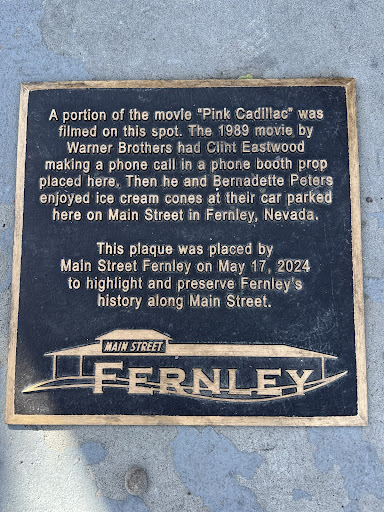 A portion of the movie “Pink Cadillac” was
filmed on this spot. The 1989 movie by
Warner Brothers had Clint Eastwood
making a phone call in a phone booth prop
placed here. Then he and Bernadette Peters
enjoyed ice cream cones at their car parked
here on Main Street in Fernley, Nevada.
This plaque was placed by
Main Street Fernley on May 17, 2024
to highlight and preserve Fernley's
history along Main Street.
MAIN STREET
FERNLEY